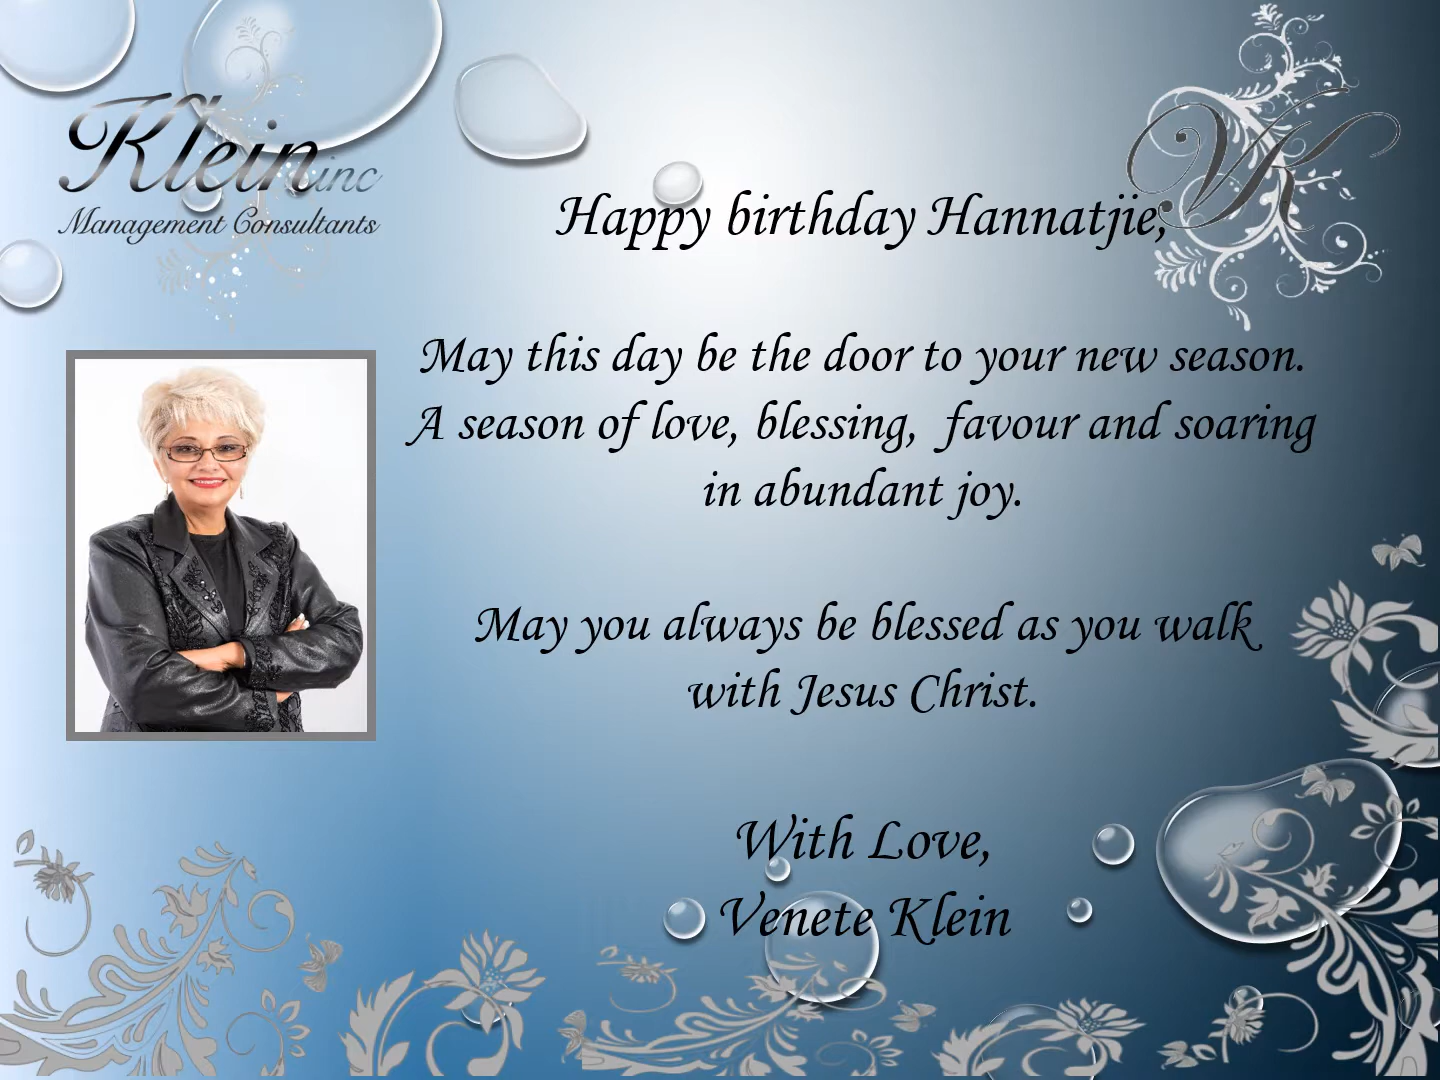 Klein inc
Management Consultants
VK
Happy birthday Hannatjie,
May this day be the door to your new season.
A season of love, blessing, favour and soaring
in abundant joy.
May you always be blessed as you walk
with Jesus Christ.
With Love,
Venete Klein